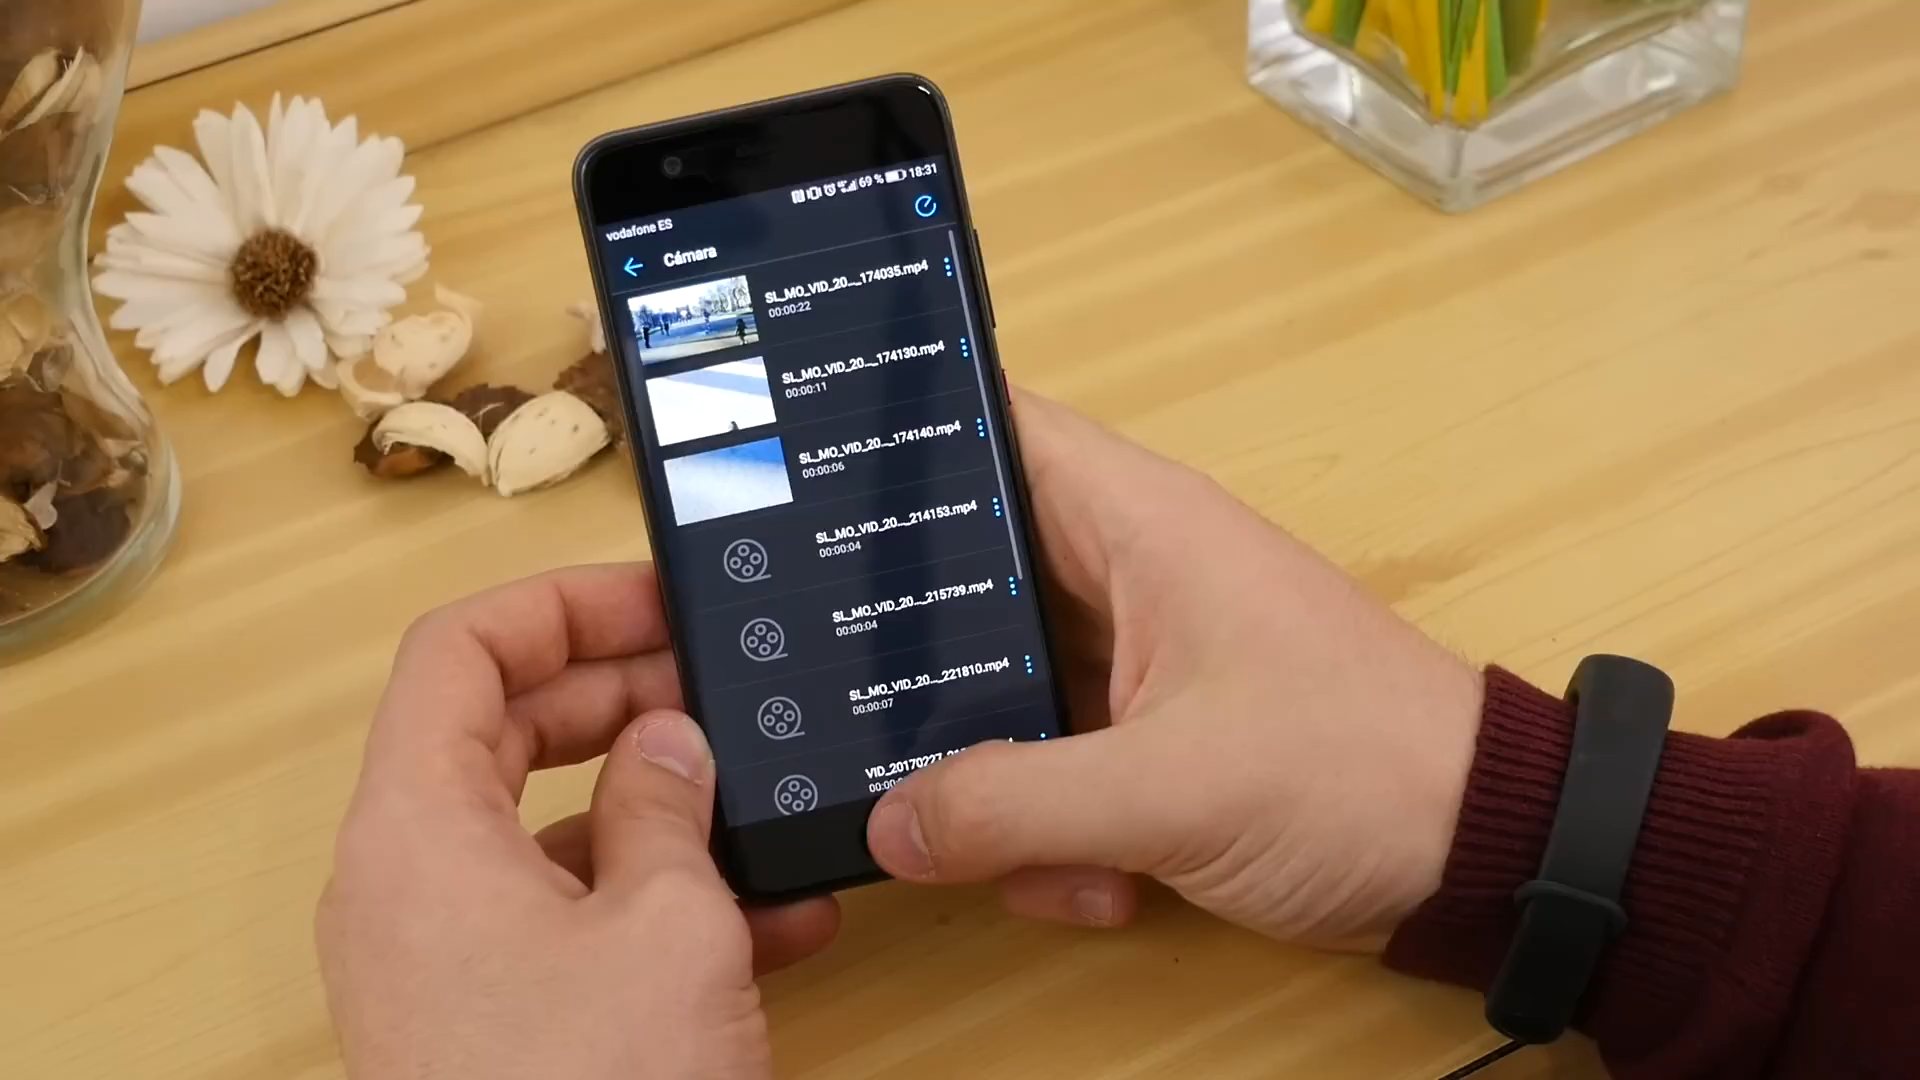 69 % 18:31
vodafone ES
Cámara
SL_MO_VID_20..._174035.mp4
00:00:22
SL_MO_VID_20..._174130.mp4
00:00:11
SL_MO_VID_20..._174140.mp4
00:00:06
SL_MO_VID_20..._214153.mp4
00:00:04
SL_MO_VID_20..._215739.mp4
00:00:04
SL_MO_VID_20..._221810.mp4
00:00:07